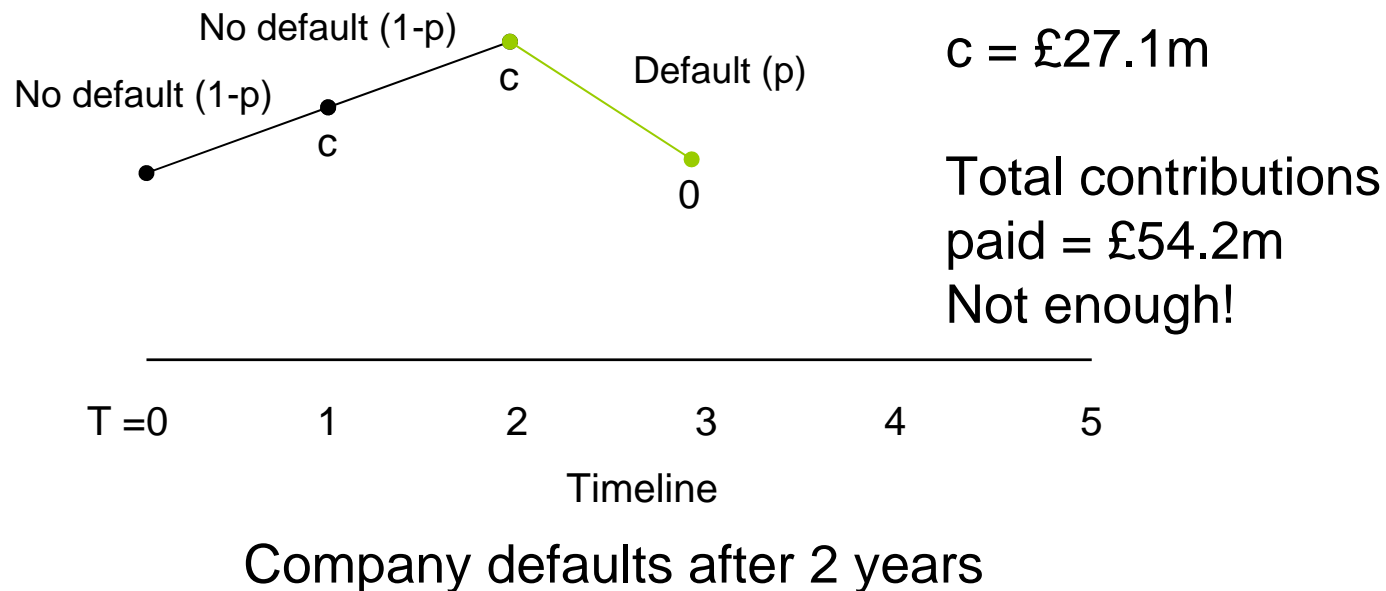 No default (1-p)
No default (1-p)
c
c
Default (p)
0
c = £27.1m
Total contributions
paid = £54.2m
Not enough!
T =0 1 2 3 4 5
Timeline
Company defaults after 2 years